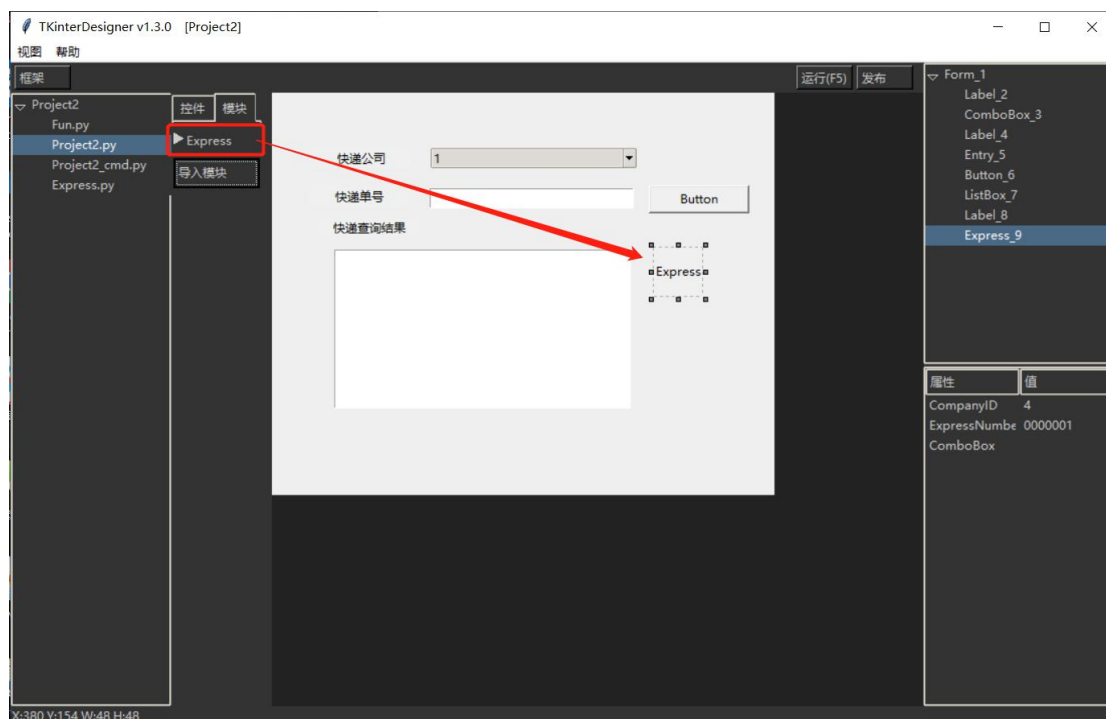 TKinterDesigner v1.3.0 [Project2]
视图 帮助
框架
运行(F5) 发布
Project2
Fun.py
Project2.py
Project2_cmd.py
Express.py
控件 模块
Express
导入模块
快递公司 1
快递单号 Button
快递查询结果
Express
Form_1
Label_2
ComboBox_3
Label_4
Entry_5
Button_6
ListBox_7
Label_8
Express_9
属性 值
CompanyID 4
ExpressNumbe 0000001
ComboBox
X:380 Y:154 W:48 H:48